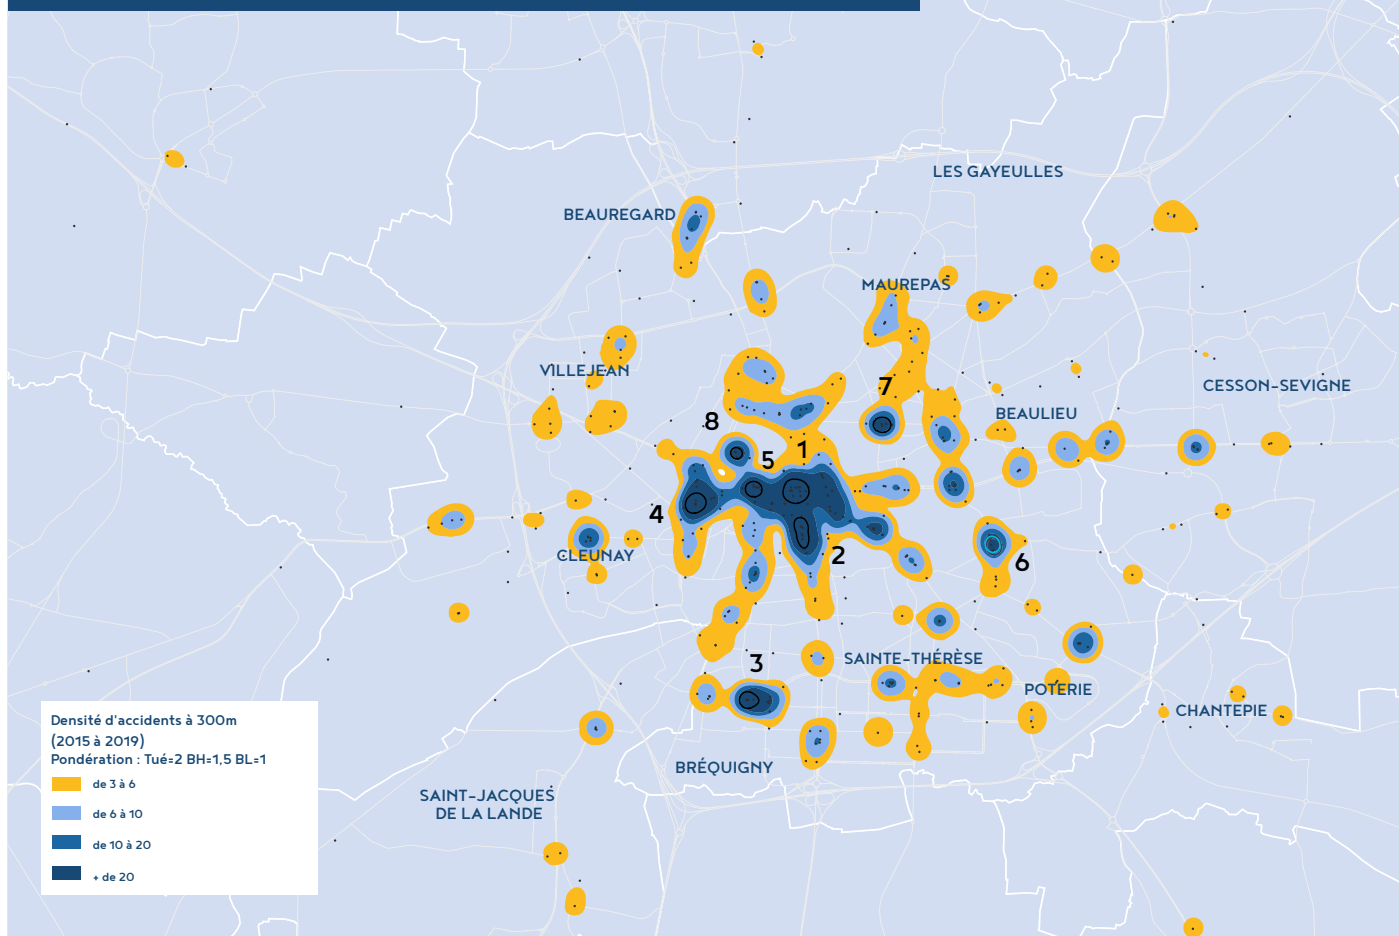 LES GAYEULLES
BEAUREGARD
MAUREPAS
VILLEJEAN
7
CESSON-SEVIGNE
8
BEAULIEU
1
5
4
CLEUNAY
2
6
3
SAINTE-THÉRÈSE
POTERIE
CHANTEPIE
BRÉQUIGNY
SAINT-JACQUES
DE LA LANDE
Densité d'accidents à 300m
(2015 à 2019)
Pondération : Tué=2 BH=1,5 BL=1
de 3 à 6
de 6 à 10
de 10 à 20
+ de 20